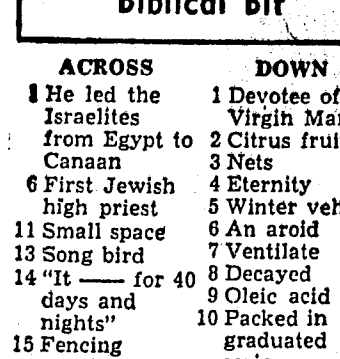 Biblical bit
ACROSS
1 He led the
Israelites
from Egypt to
Canaan
6 First Jewish
high priest
11 Small space
13 Song bird
14 "It —— for 40
days and
nights"
15 Fencing
DOWN
1 Devotee of
Virgin Ma
2 Citrus frui
3 Nets
4 Eternity
5 Winter veh
6 An aroid
7 Ventilate
8 Decayed
9 Oleic acid
10 Packed in
graduated